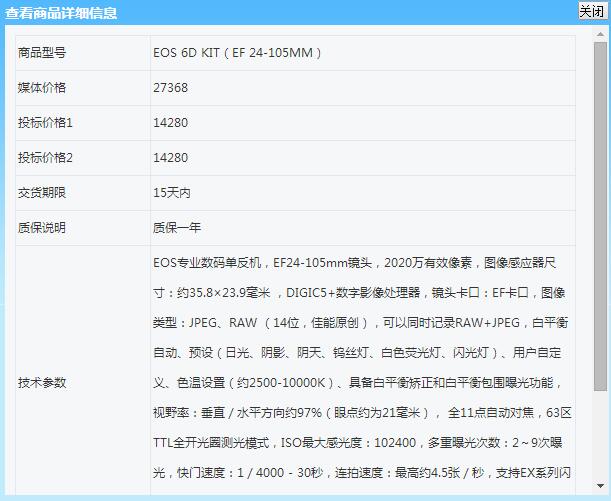 查看商品详细信息 关闭
商品型号 EOS 6D KIT（EF 24-105MM）
媒体价格 27368
投标价格1 14280
投标价格2 14280
交货期限 15天内
质保说明 质保一年
技术参数
EOS专业数码单反机，EF24-105mm镜头，2020万有效像素，图像感应器尺
寸：约35.8×23.9毫米 ，DIGIC5+数字影像处理器，镜头卡口：EF卡口，图像
类型：JPEG、RAW （14位，佳能原创），可以同时记录RAW+JPEG，白平衡
自动、预设（日光、阴影、阴天、钨丝灯、白色荧光灯、闪光灯）、用户自定
义、色温设置（约2500-10000K）、具备白平衡矫正和白平衡包围曝光功能，
视野率：垂直 / 水平方向约97%（眼点约为21毫米）， 全11点自动对焦，63区
TTL全开光圈测光模式，ISO最大感光度：102400，多重曝光次数：2～9次曝
光，快门速度：1 / 4000 - 30秒，连拍速度：最高约4.5张 / 秒，支持EX系列闪